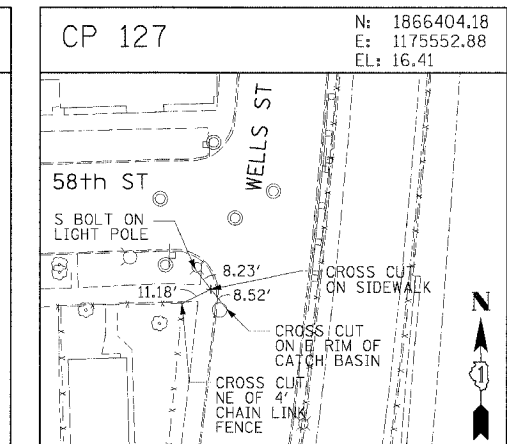 CP 127
N: 1866404.18
E: 1175552.88
EL: 16.41
WELLS ST
58th ST
S BOLT ON
LIGHT POLE
8.23'
11.18'
8.52'
CROSS CUT
ON SIDEWALK
N
1
CROSS CUT
ON E RIM OF
CATCH BASIN
CROSS CUT
NE OF 4'
CHAIN LINK
FENCE